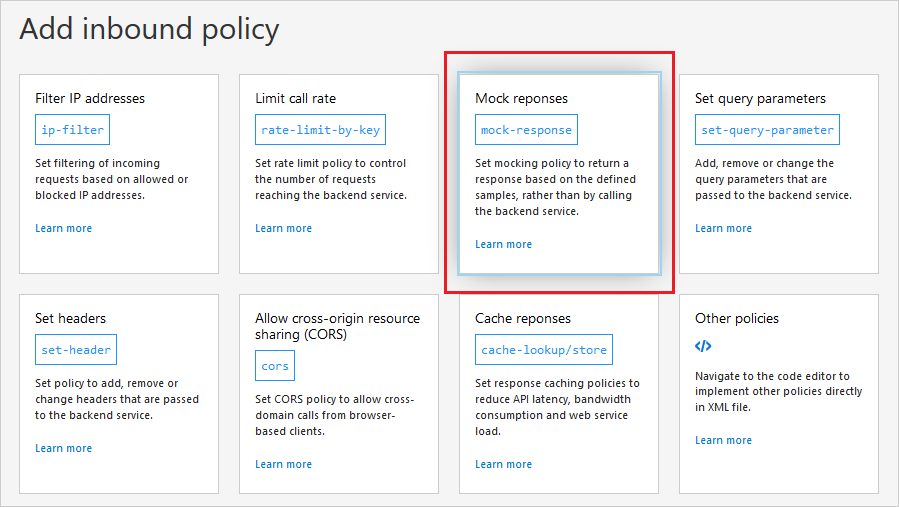 Add inbound policy
Filter IP addresses
ip-filter
Set filtering of incoming
requests based on allowed or
blocked IP addresses.
Learn more
Limit call rate
rate-limit-by-key
Set rate limit policy to control
the number of requests
reaching the backend service.
Learn more
Mock reponses
mock-response
Set mocking policy to return a
response based on the defined
samples, rather than by calling
the backend service.
Learn more
Set query parameters
set-query-parameter
Add, remove or change the
query parameters that are
passed to the backend service.
Learn more
Set headers
set-header
Set policy to add, remove or
change headers that are passed
to the backend service.
Learn more
Allow cross-origin resource
sharing (CORS)
cors
Set CORS policy to allow cross-
domain calls from browser-
based clients.
Learn more
Cache reponses
cache-lookup/store
Set response caching policies to
reduce API latency, bandwidth
consumption and web service
load.
Learn more
Other policies
</>
Navigate to the code editor to
implement other policies directly
in XML file.
Learn more